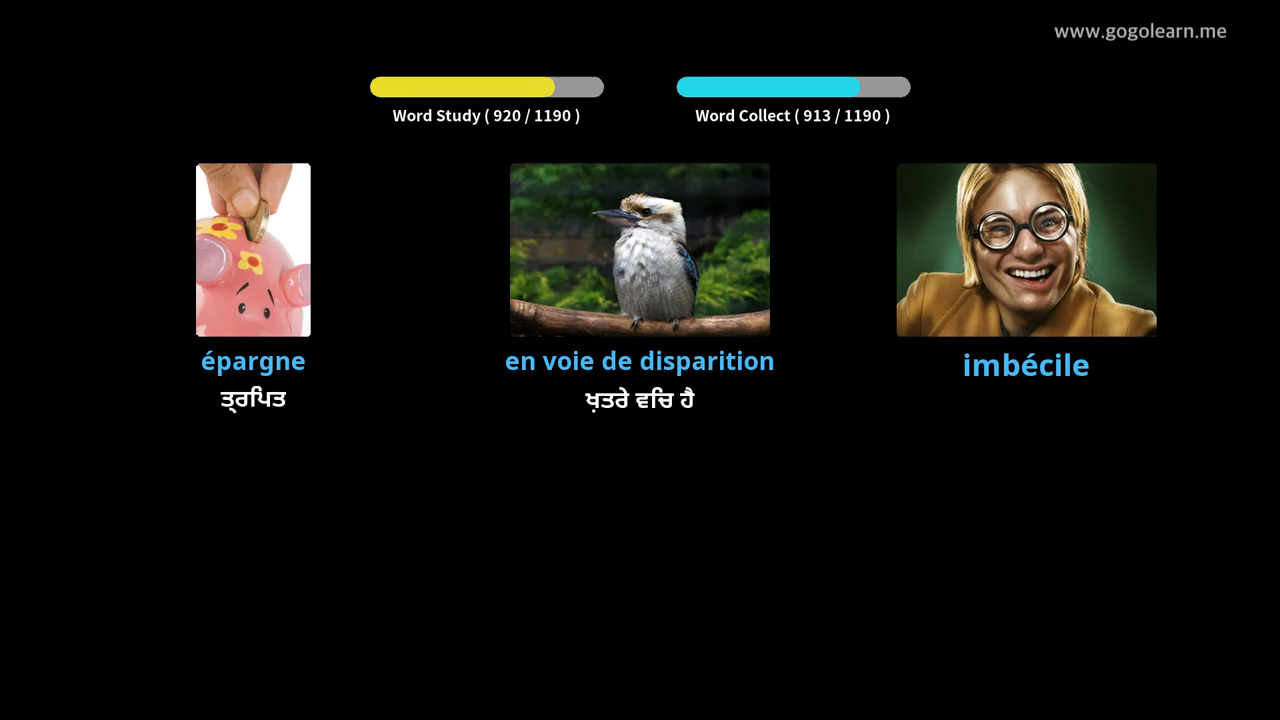 www.gogolearn.me
Word Study ( 920 / 1190 )
Word Collect ( 913 / 1190 )
épargne
en voie de disparition
imbécile
ਤ੍ਰਪਿਤ
ਖ਼ਤਰੇ ਵਚਿ ਹੈ